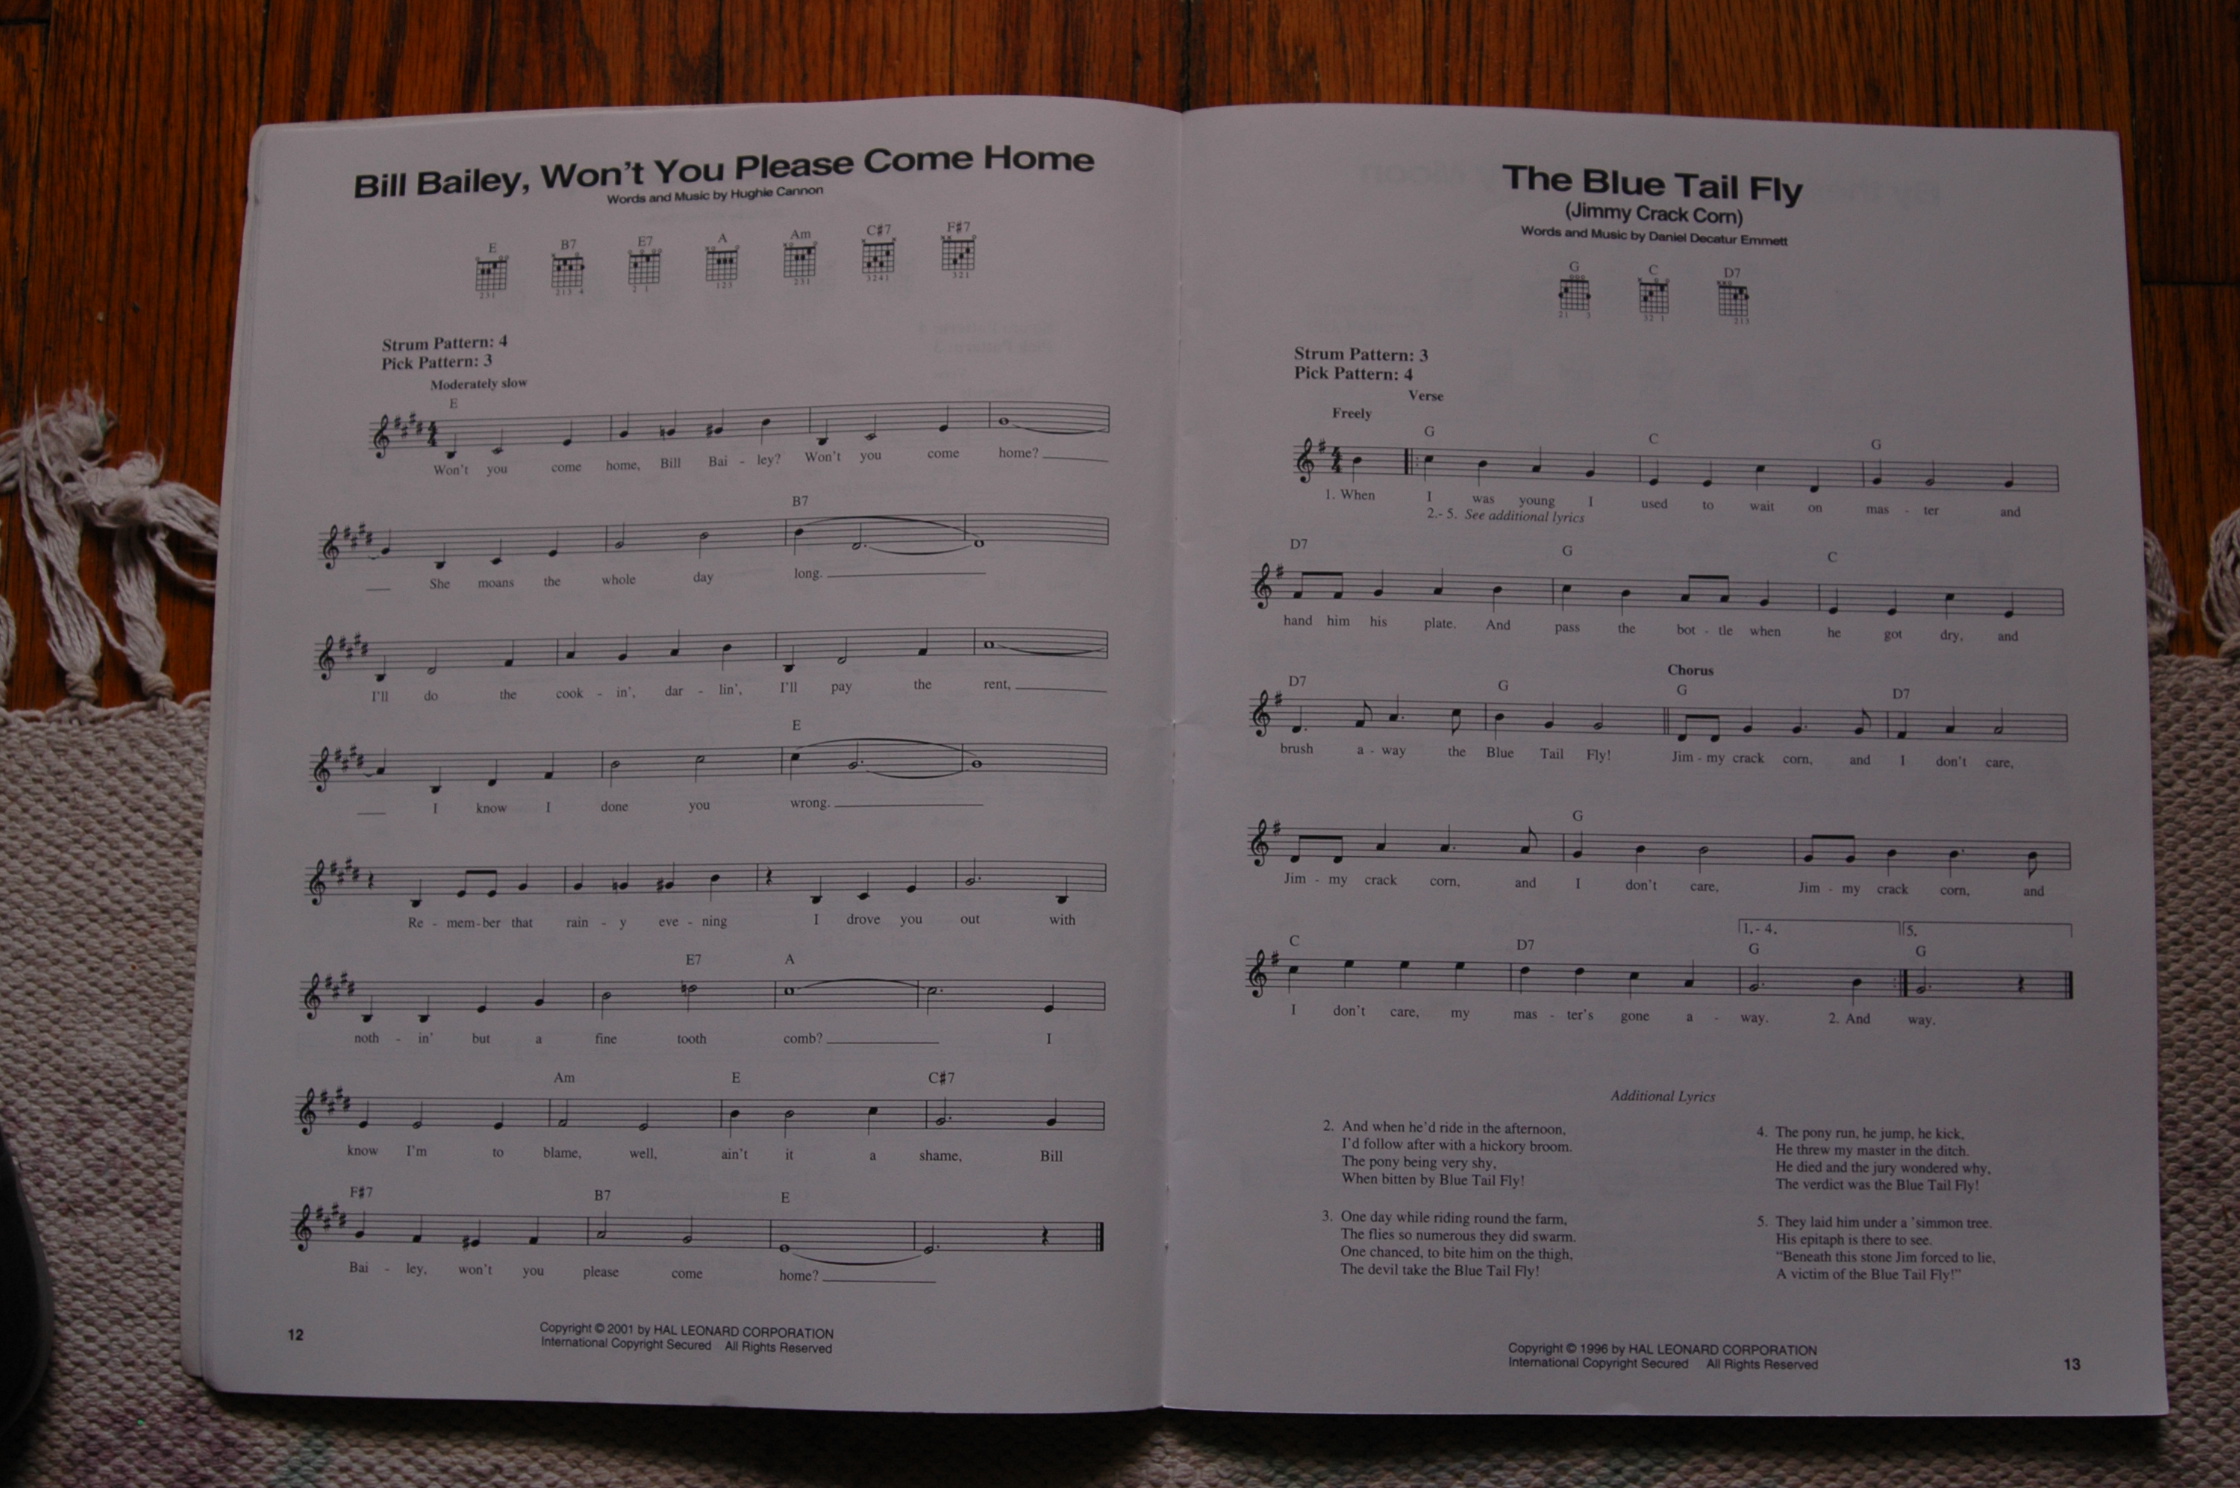 Bill Bailey, Won't You Please Come Home
Words and Music by Hughie Cannon
E B7 E7 A Am C#7 F#7
231 213 4 2 1 123 231 3241 321
Strum Pattern: 4
Pick Pattern: 3
Moderately slow
E
Won't you come home, Bill Bai - ley? Won't you come home?
B7
She moans the whole day long.
I'll do the cook - in', dar - lin', I'll pay the rent,
E
I know I done you wrong.
Re - mem - ber that rain - y eve - ning I drove you out with
E7 A
noth - in' but a fine tooth comb? I
Am E C#7
know I'm to blame, well, ain't it a shame, Bill
F#7 B7 E
Bai - ley, won't you please come home?
12
Copyright © 2001 by HAL LEONARD CORPORATION
International Copyright Secured All Rights Reserved
The Blue Tail Fly
(Jimmy Crack Corn)
Words and Music by Daniel Decatur Emmett
G C D7
21 3 32 1 213
Strum Pattern: 3
Pick Pattern: 4
Verse
Freely
G C G
1. When I was young I used to wait on mas - ter and
2.- 5. See additional lyrics
D7 G C
hand him his plate. And pass the bot - tle when he got dry, and
Chorus
D7 G G D7
brush a - way the Blue Tail Fly! Jim - my crack corn, and I don't care,
G
Jim - my crack corn, and I don't care, Jim - my crack corn, and
1.- 4. 5.
C D7 G G
I don't care, my mas - ter's gone a - way. 2. And way.
Additional Lyrics
2. And when he'd ride in the afternoon,
I'd follow after with a hickory broom.
The pony being very shy,
When bitten by Blue Tail Fly!
3. One day while riding round the farm,
The flies so numerous they did swarm.
One chanced, to bite him on the thigh,
The devil take the Blue Tail Fly!
4. The pony run, he jump, he kick,
He threw my master in the ditch.
He died and the jury wondered why,
The verdict was the Blue Tail Fly!
5. They laid him under a 'simmon tree.
His epitaph is there to see.
"Beneath this stone Jim forced to lie,
A victim of the Blue Tail Fly!"
Copyright © 1996 by HAL LEONARD CORPORATION
International Copyright Secured All Rights Reserved
13